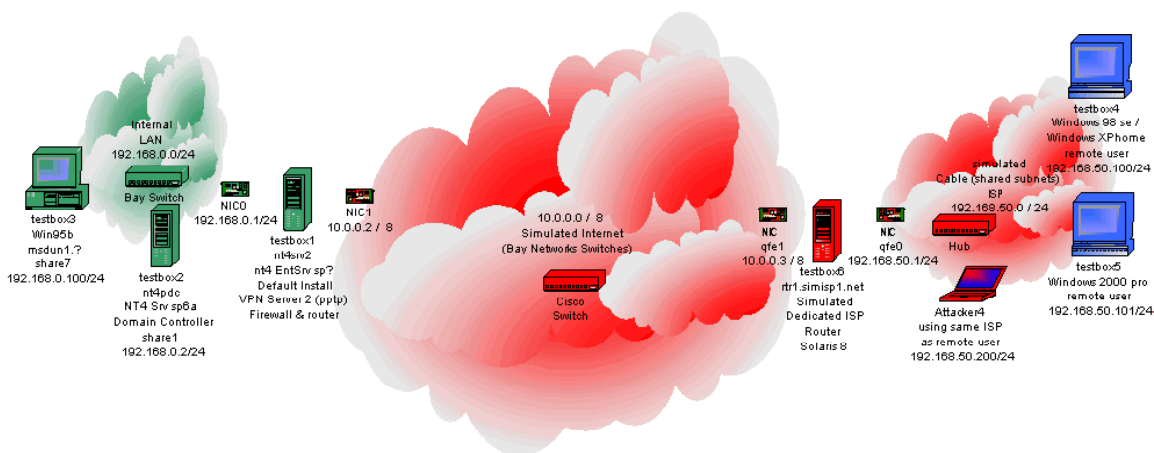 Internal
LAN
192.168.0.0/24
Bay Switch
testbox3
Win95b
msdun1.?
share7
192.168.0.100/24
testbox2
nt4pdc
NT4 Srv sp6a
Domain Controller
share1
192.168.0.2/24
NIC0
192.168.0.1/24
testbox1
nt4srv2
nt4 EntSrv sp?
Default Install
VPN Server 2 (pptp)
Firewall & router
NIC1
10.0.0.2 / 8
10.0.0.0 / 8
Simulated Internet
(Bay Networks Switches)
Cisco
Switch
NIC
qfe1
10.0.0.3 /8
testbox6
rtr1.simisp1.net
Simulated
Dedicated ISP
Router
Solaris 8
NIC
qfe0
192.168.50.1/24
simulated
Cable (shared subnets)
ISP
192.168.50.0 / 24
Hub
Attacker4
using same ISP
as remote user
192.168.50.200/24
testbox4
Windows 98 se /
Windows XPhome
remote user
192.168.50.100/24
testbox5
Windows 2000 pro
remote user
192.168.50.101/24